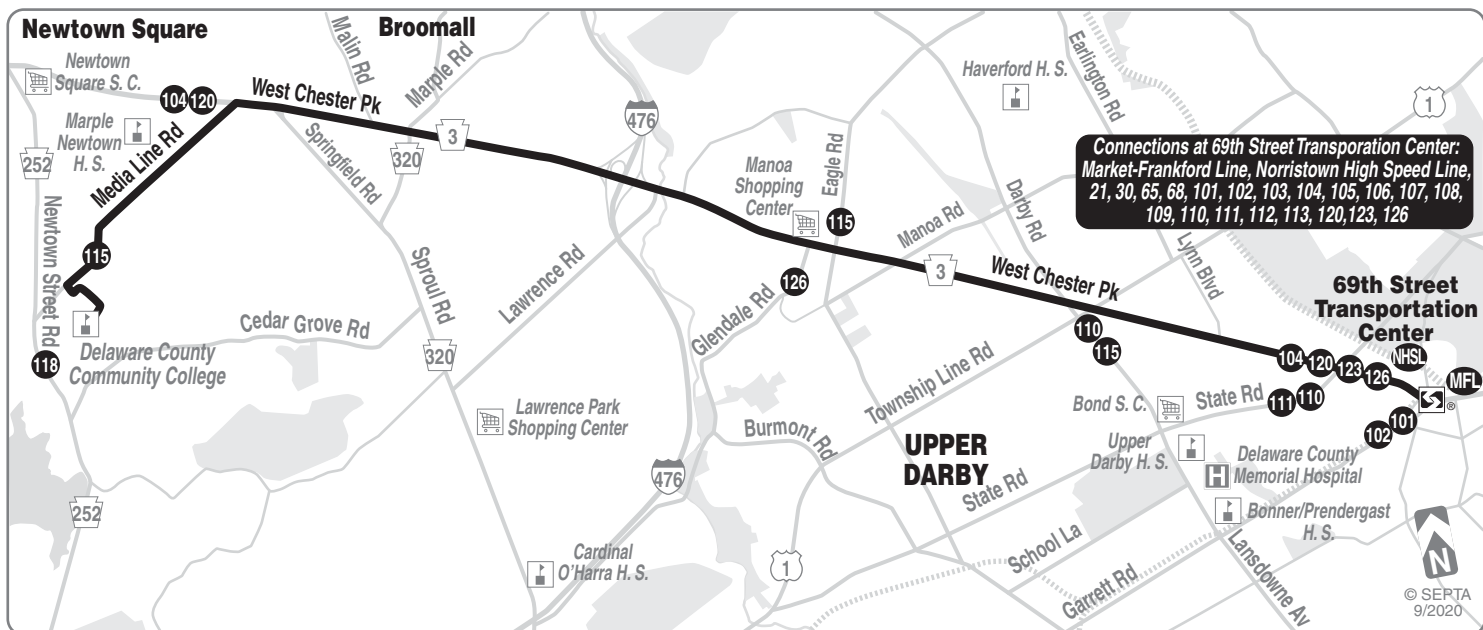 Newtown Square
Broomall
Newtown
Square S. C.
Malin Rd
Marple Rd
104
120
West Chester Pk
3
476
Haverford H. S.
Earlington Rd
1
Marple
Newtown
H. S.
252
Media Line Rd
Springfield Rd
320
Manoa
Shopping
Center
Eagle Rd
115
Manoa Rd
Darby Rd
Connections at 69th Street Transporation Center:
Market-Frankford Line, Norristown High Speed Line,
21, 30, 65, 68, 101, 102, 103, 104, 105, 106, 107, 108,
109, 110, 111, 112, 113, 120,123, 126
Newtown Street Rd
115
Sproul Rd
Lawrence Rd
126
Glendale Rd
3
West Chester Pk
Lynn Blvd
69th Street
Transportation
Center
Cedar Grove Rd
320
118
Delaware County
Community College
110
115
Township Line Rd
104
120
123
126
NHSL
MFL
®
Bond S. C.
State Rd
111
110
102
101
Lawrence Park
Shopping Center
Burmont Rd
UPPER
DARBY
Upper
Darby H. S.
H
Delaware County
Memorial Hospital
252
476
State Rd
Bonner/Prendergast
H. S.
Cardinal
O'Harra H. S.
1
School La
Garrett Rd
Lansdowne Av
N
© SEPTA
9/2020